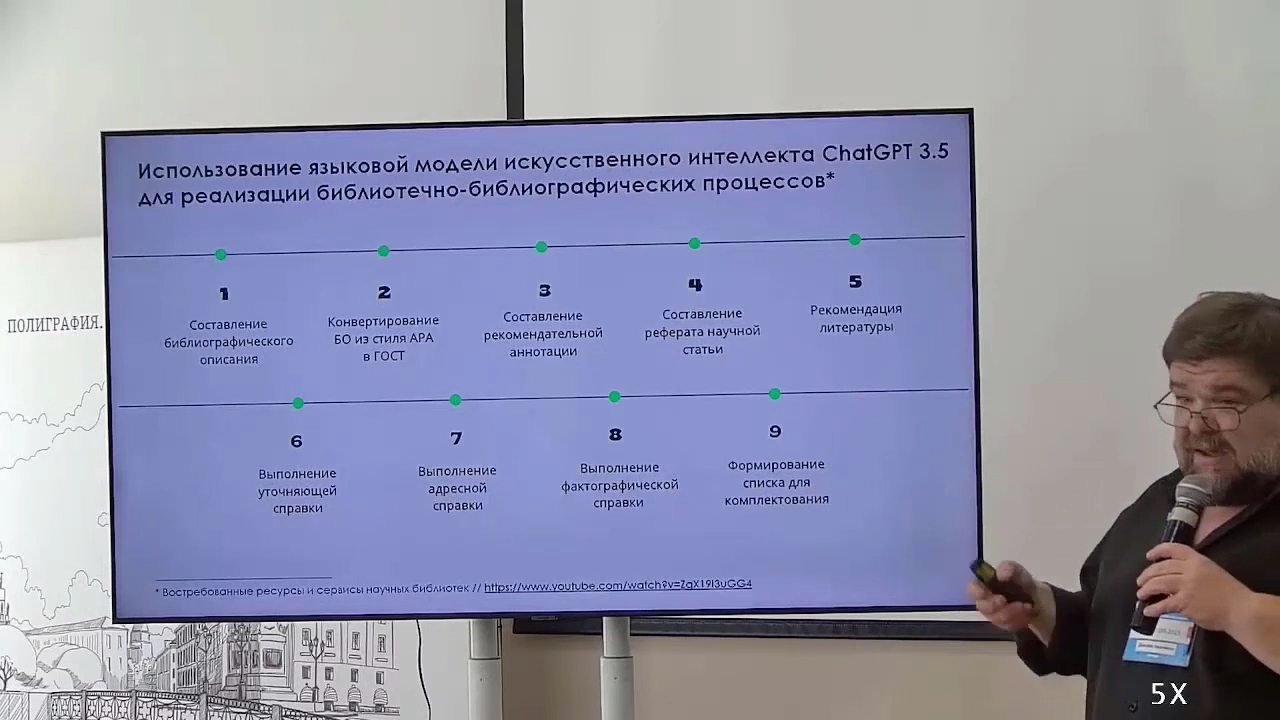 Использование языковой модели искусственного интеллекта ChatGPT 3.5
для реализации библиотечно-библиографических процессов*
1
Составление
библиографического
описания
2
Конвертирование
БО из стиля APA
в ГОСТ
3
Составление
рекомендательной
аннотации
4
Составление
реферата научной
статьи
5
Рекомендация
литературы
6
Выполнение
уточняющей
справки
7
Выполнение
адресной
справки
8
Выполнение
фактографической
справки
9
Формирование
списка для
комплектования
* Востребованные ресурсы и сервисы научных библиотек // https://www.youtube.com/watch?v=ZgX19I3uGG4
ПОЛИГРАФИЯ.
5X